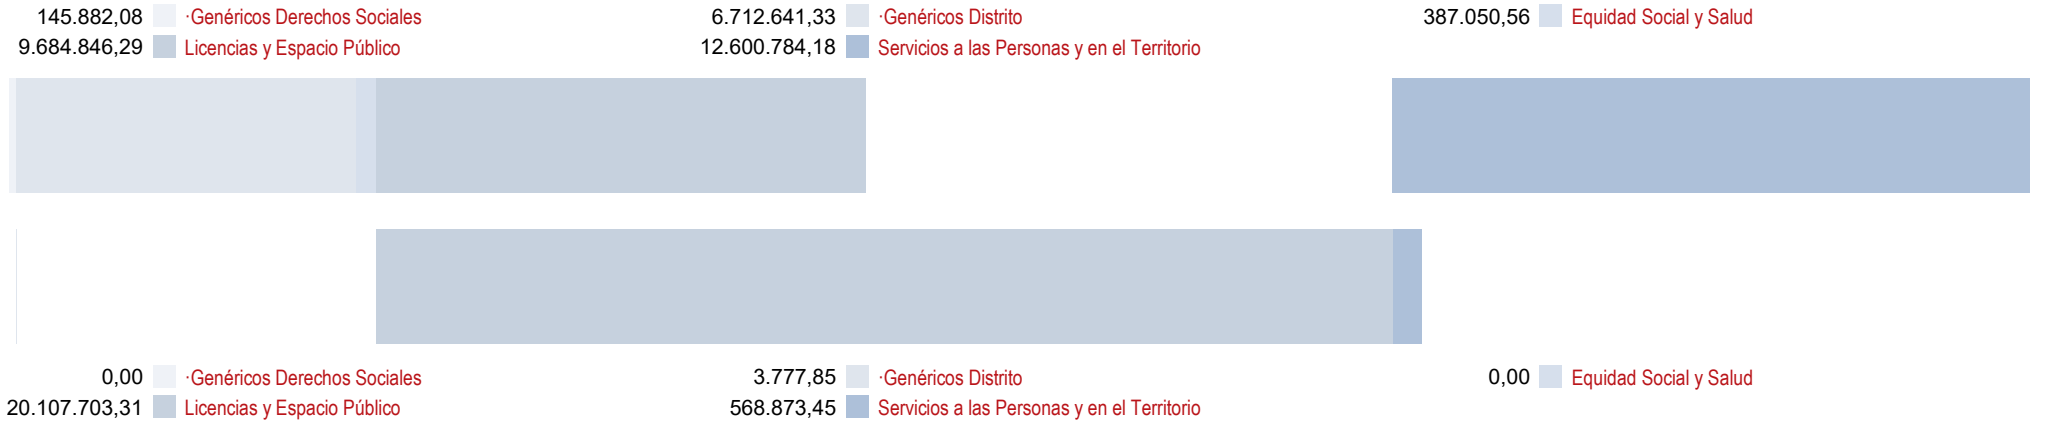 145.882,08 ·Genéricos Derechos Sociales 6.712.641,33 ·Genéricos Distrito 387.050,56 Equidad Social y Salud
9.684.846,29 Licencias y Espacio Público 12.600.784,18 Servicios a las Personas y en el Territorio
0,00 ·Genéricos Derechos Sociales 3.777,85 ·Genéricos Distrito 0,00 Equidad Social y Salud
20.107.703,31 Licencias y Espacio Público 568.873,45 Servicios a las Personas y en el Territorio